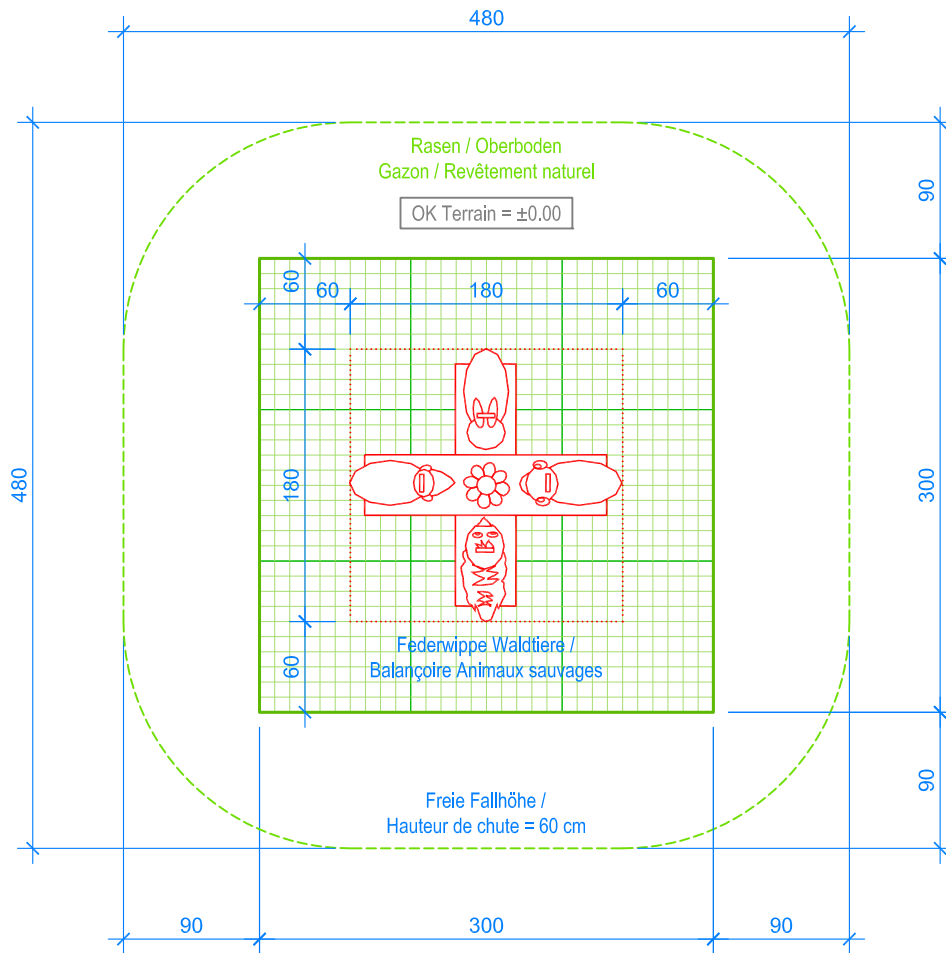 480
Rasen / Oberboden
Gazon / Revêtement naturel
90
OK Terrain = ±0.00
60
60
180
60
480
180
300
Federwippe Waldtiere /
Balançoire Animaux sauvages
60
Freie Fallhöhe /
Hauteur de chute = 60 cm
90
90
300
90